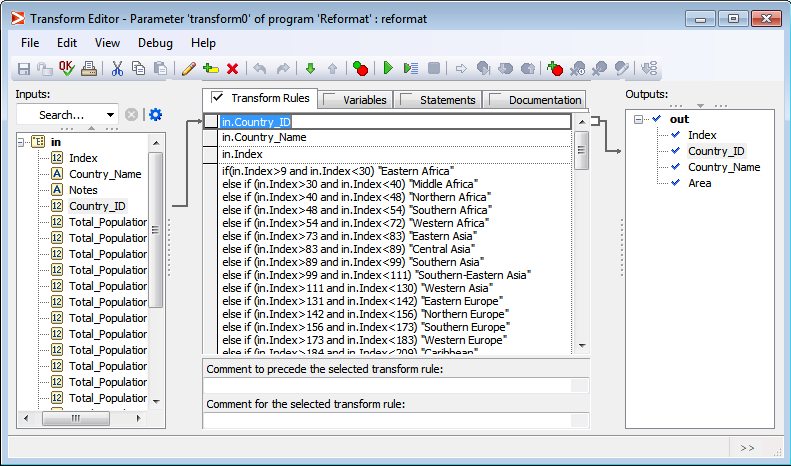 Transform Editor - Parameter 'transform0' of program 'Reformat' : reformat
File Edit View Debug Help
Inputs:
Search...
in
Index
Country_Name
Notes
Country_ID
Total_Population
Total_Population
Total_Population
Total_Population
Total_Population
Total_Population
Total_Population
Total_Population
Total_Population
Total_Population
Total_Population
Transform Rules Variables Statements Documentation
in.Country_ID
in.Country_Name
in.Index
if(in.Index>9 and in.Index<30) "Eastern Africa"
else if (in.Index>30 and in.Index<40) "Middle Africa"
else if (in.Index>40 and in.Index<48) "Northern Africa"
else if (in.Index>48 and in.Index<54) "Southern Africa"
else if (in.Index>54 and in.Index<72) "Western Africa"
else if (in.Index>73 and in.Index<83) "Eastern Asia"
else if (in.Index>83 and in.Index<89) "Central Asia"
else if (in.Index>89 and in.Index<99) "Southern Asia"
else if (in.Index>99 and in.Index<111) "Southern-Eastern Asia"
else if (in.Index>111 and in.Index<130) "Western Asia"
else if (in.Index>131 and in.Index<142) "Eastern Europe"
else if (in.Index>142 and in.Index<156) "Northern Europe"
else if (in.Index>156 and in.Index<173) "Southern Europe"
else if (in.Index>173 and in.Index<183) "Western Europe"
else if (in.Index>184 and in.Index<209) "Caribbean"
Comment to precede the selected transform rule:
Comment for the selected transform rule:
Outputs:
out
Index
Country_ID
Country_Name
Area
>>